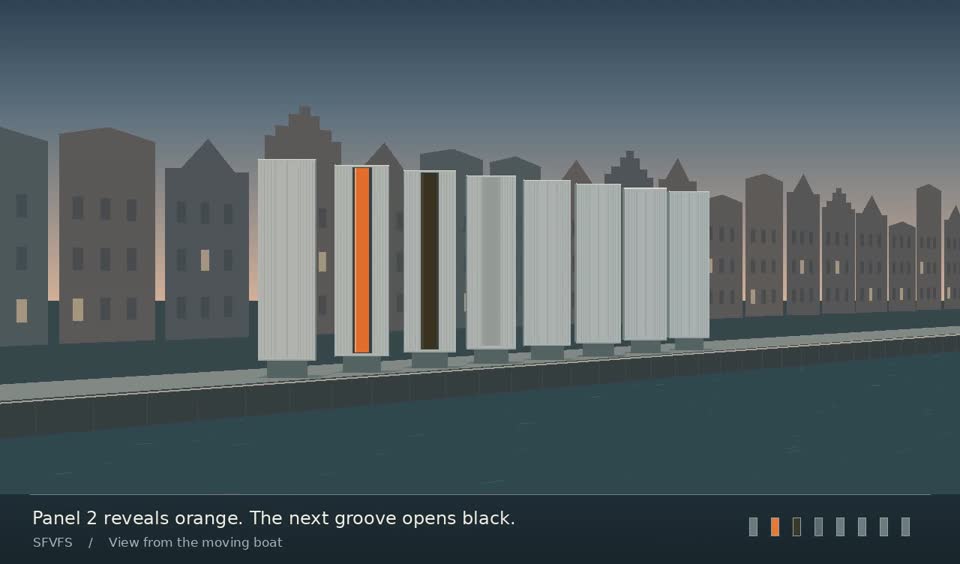 Panel 2 reveals orange. The next groove opens black.
SFVFS / View from the moving boat